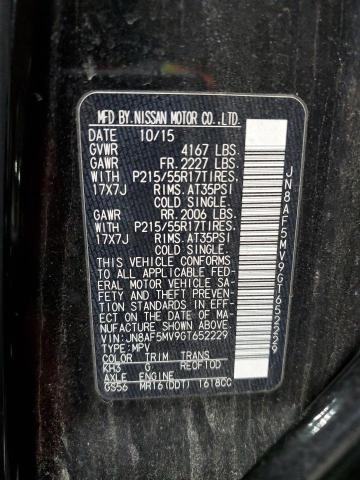 MFD BY NISSAN MOTOR CO.,LTD.
DATE 10/15
GVWR 4167 LBS.
GAWR FR. 2227 LBS.
WITH P215/55R17TIRES.
17X7J RIMS. AT35PSI
COLD SINGLE.
GAWR RR. 2006 LBS.
WITH P215/55R17TIRES.
17X7J RIMS. AT35PSI
COLD SINGLE.
THIS VEHICLE CONFORMS
TO ALL APPLICABLE FED-
ERAL MOTOR VEHICLE SA-
FETY AND THEFT PREVEN-
TION STANDARDS IN EFF-
ECT ON THE DATE OF MA-
NUFACTURE SHOWN ABOVE.
VIN:JN8AF5MV9GT652229
TYPE:MPV
COLOR TRIM TRANS
KH3 G REOF10D
AXLE ENGINE
GS56 MR16(DDT) 1618CC
JN8AF5MV9GT652229